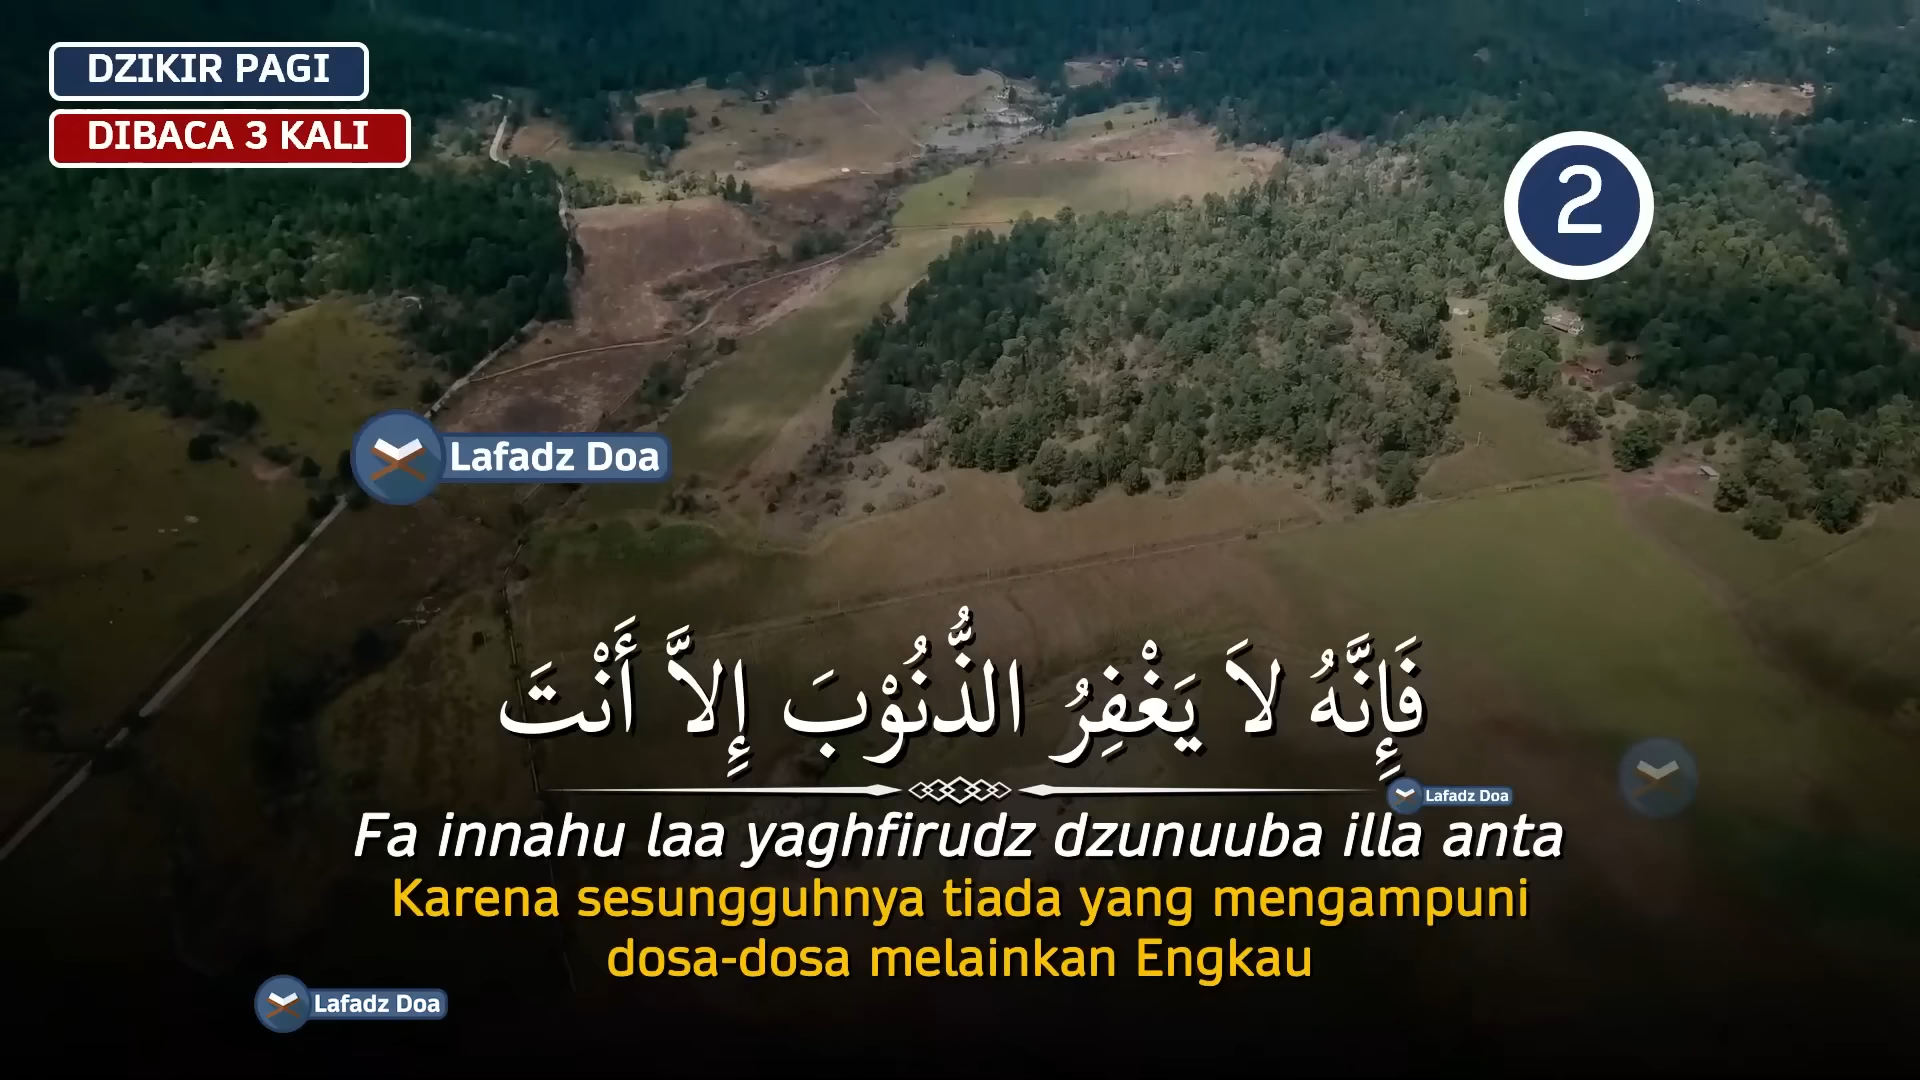 DZIKIR PAGI
DIBACA 3 KALI
2
Lafadz Doa
فَإِنَّهُ لاَ يَغْفِرُ الذُّنُوْبَ إِلاَّ أَنْتَ
Lafadz Doa
Fa innahu laa yaghfirudz dzunuuba illa anta
Karena sesungguhnya tiada yang mengampuni
dosa-dosa melainkan Engkau
Lafadz Doa